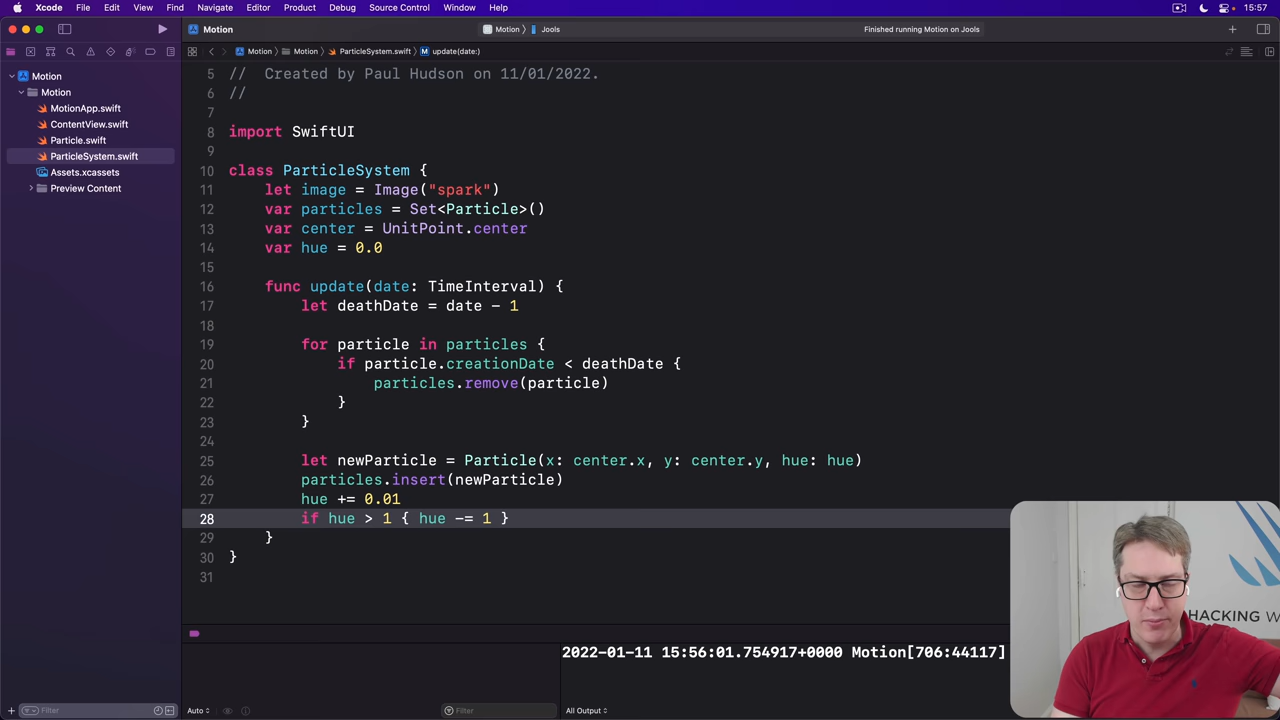 Xcode File Edit View Find Navigate Editor Product Debug Source Control Window Help 15:57
Motion Motion Jools Finished running Motion on Jools
Motion Motion ParticleSystem.swift M update(date:)
Motion
Motion
MotionApp.swift
ContentView.swift
Particle.swift
ParticleSystem.swift
Assets.xcassets
Preview Content
5 //  Created by Paul Hudson on 11/01/2022.
6 //
7
8 import SwiftUI
9
10 class ParticleSystem {
11     let image = Image("spark")
12     var particles = Set<Particle>()
13     var center = UnitPoint.center
14     var hue = 0.0
15
16     func update(date: TimeInterval) {
17         let deathDate = date - 1
18
19         for particle in particles {
20             if particle.creationDate < deathDate {
21                 particles.remove(particle)
22             }
23         }
24
25         let newParticle = Particle(x: center.x, y: center.y, hue: hue)
26         particles.insert(newParticle)
27         hue += 0.01
28         if hue > 1 { hue -= 1 }
29     }
30 }
31
HACKING W
2022-01-11 15:56:01.754917+0000 Motion[706:44117]
Filter Auto Filter All Output